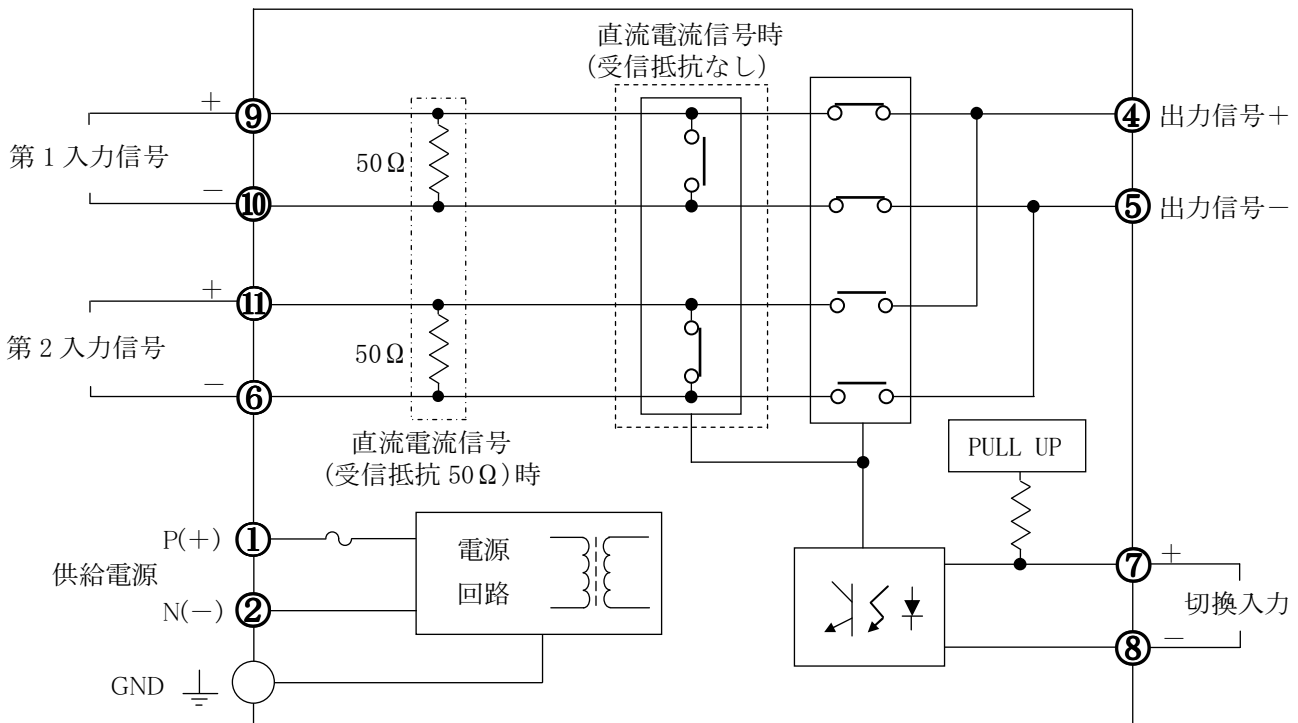 直流電流信号時
(受信抵抗なし)
+
⑨
④
出力信号＋
第１入力信号
50Ω
−
⑩
⑤
出力信号−
+
⑪
第２入力信号
50Ω
−
⑥
直流電流信号
(受信抵抗 50Ω)時
PULL UP
P(+)
①
電源
回路
供給電源
N(−)
②
⑦
+
切換入力
⑧
−
GND